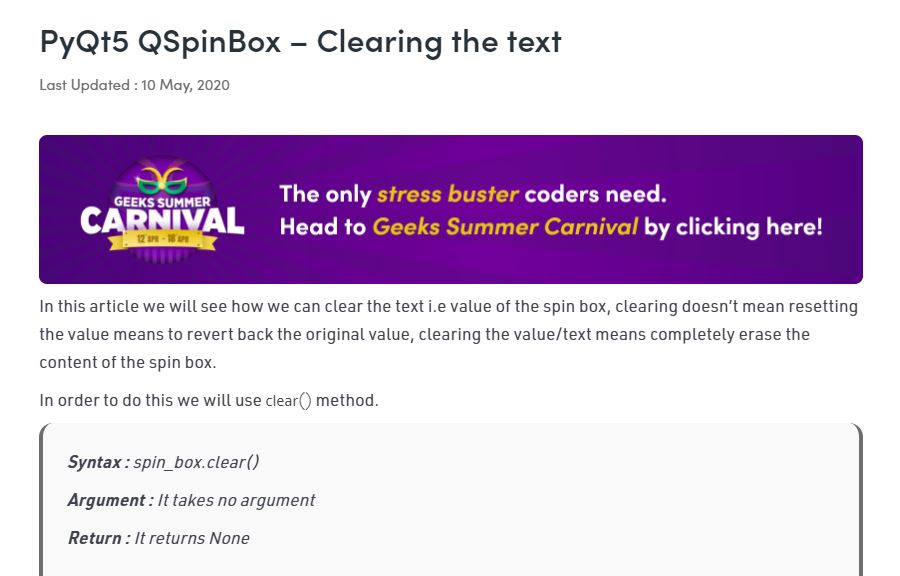 PyQt5 QSpinBox – Clearing the text
Last Updated : 10 May, 2020
GEEKS SUMMER
CARNIVAL
12 APR - 16 APR
The only stress buster coders need.
Head to Geeks Summer Carnival by clicking here!
In this article we will see how we can clear the text i.e value of the spin box, clearing doesn’t mean resetting
the value means to revert back the original value, clearing the value/text means completely erase the
content of the spin box.
In order to do this we will use clear() method.
Syntax : spin_box.clear()
Argument : It takes no argument
Return : It returns None